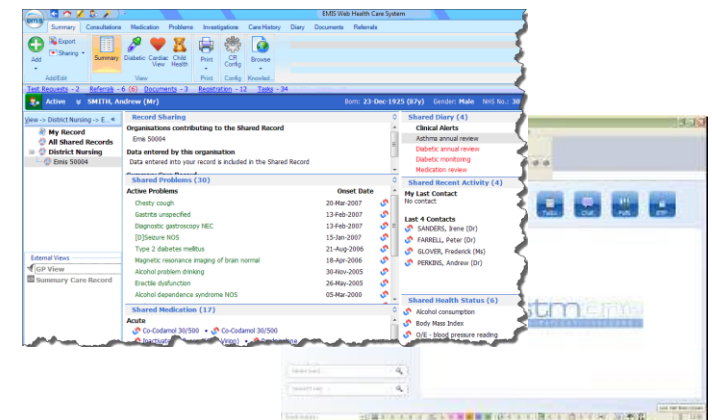 EMIS Web Health Care System
Summary Consultations Medication Problems Investigations Care History Diary Documents Referrals
Add
Export
Sharing
Summary
Diabetic
Cardiac View
Child Health
Print
CR Config
Browse
Add/Edit View Print Config Knowled...
Test Requests - 2 Referrals - 6 (6) Documents - 3 Registration - 12 Tasks - 34
Active SMITH, Andrew (Mr) Born: 23-Dec-1925 (87y) Gender: Male NHS No.: 30
View -> District Nursing -> E...
My Record
All Shared Records
District Nursing
Emis 50004
External Views
GP View
Summary Care Record
Record Sharing
Organisations contributing to the Shared Record
Emis 50004
Data entered by this organisation
Data entered into your record is included in the Shared Record
Shared Problems (30)
Active Problems Onset Date
Chesty cough 20-Mar-2007
Gastritis unspecified 13-Feb-2007
Diagnostic gastroscopy NEC 13-Feb-2007
[D]Seizure NOS 15-Jan-2007
Type 2 diabetes mellitus 21-Aug-2006
Magnetic resonance imaging of brain normal 18-Apr-2006
Alcohol problem drinking 30-Nov-2005
Erectile dysfunction 26-May-2005
Alcohol dependence syndrome NOS 05-Mar-2000
Shared Medication (17)
Acute
Co-Codamol 30/500 • Co-Codamol 30/500
Shared Diary (4)
Clinical Alerts
Asthma annual review
Diabetic annual review
Diabetic monitoring
Medication review
Shared Recent Activity (4)
My Last Contact
No contact
Last 4 Contacts
SANDERS, Irene (Dr)
FARRELL, Peter (Dr)
GLOVER, Frederick (Ms)
PERKINS, Andrew (Dr)
Shared Health Status (6)
Alcohol consumption
Body Mass Index
O/E - blood pressure reading